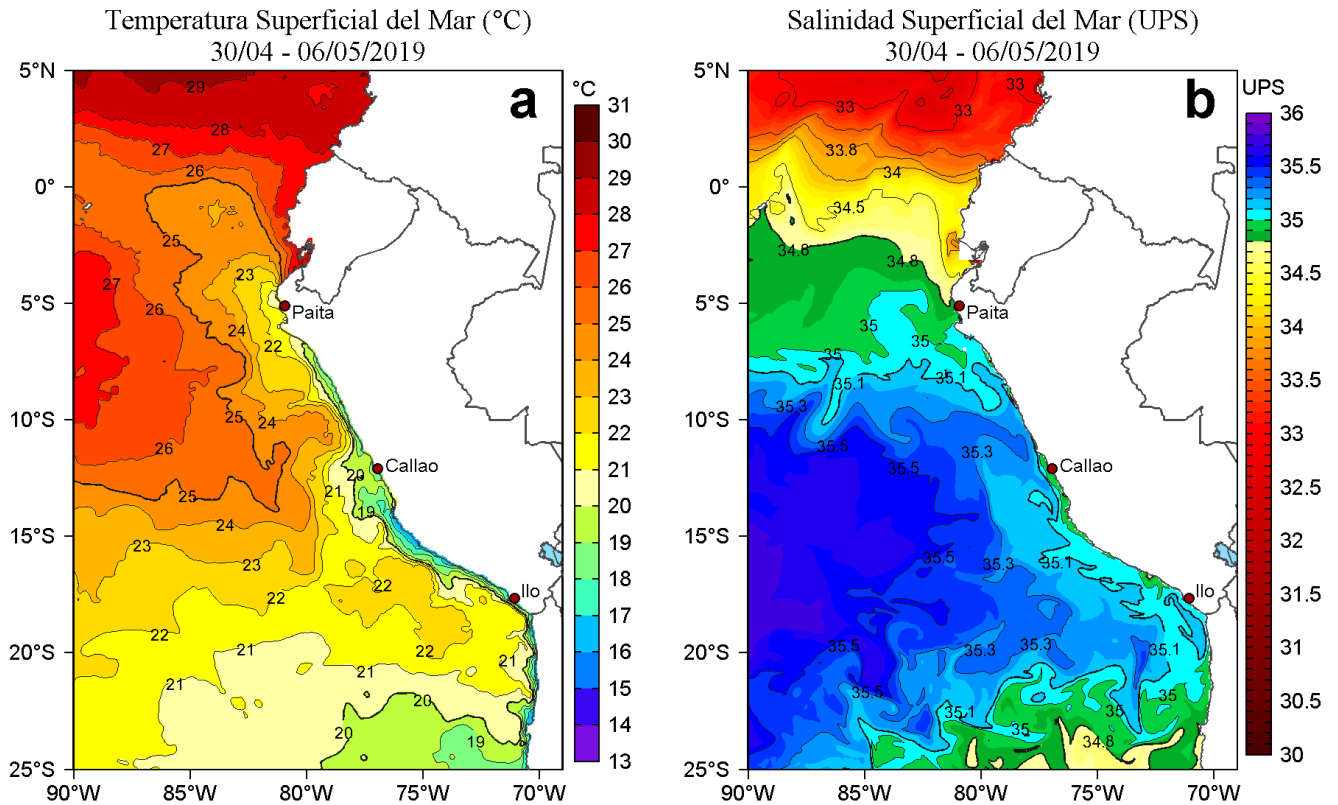 Temperatura Superficial del Mar (°C)
30/04 - 06/05/2019
a
5°N
0°
5°S
10°S
15°S
20°S
25°S
90°W
85°W
80°W
75°W
70°W
29
28
27
26
25
23
27
26
24
22
Paita
25
24
26
25
24
Callao
20
21
19
23
23
22
22
Ilo
22
21
22
21
21
21
20
20
19
°C
31
30
29
28
27
26
25
24
23
22
21
20
19
18
17
16
15
14
13
Salinidad Superficial del Mar (UPS)
30/04 - 06/05/2019
b
5°N
0°
5°S
10°S
15°S
20°S
25°S
90°W
85°W
80°W
75°W
70°W
33
33
33
33.8
34
34.5
34.8
34.8
Paita
35
35
35
35.1
35.1
35.3
35.5
35.5
35.3
Callao
35.5
35.3
35.1
Ilo
35.5
35.3
35.3
35.1
35.5
35.1
35
35
35
34.8
UPS
36
35.5
35
34.5
34
33.5
33
32.5
32
31.5
31
30.5
30